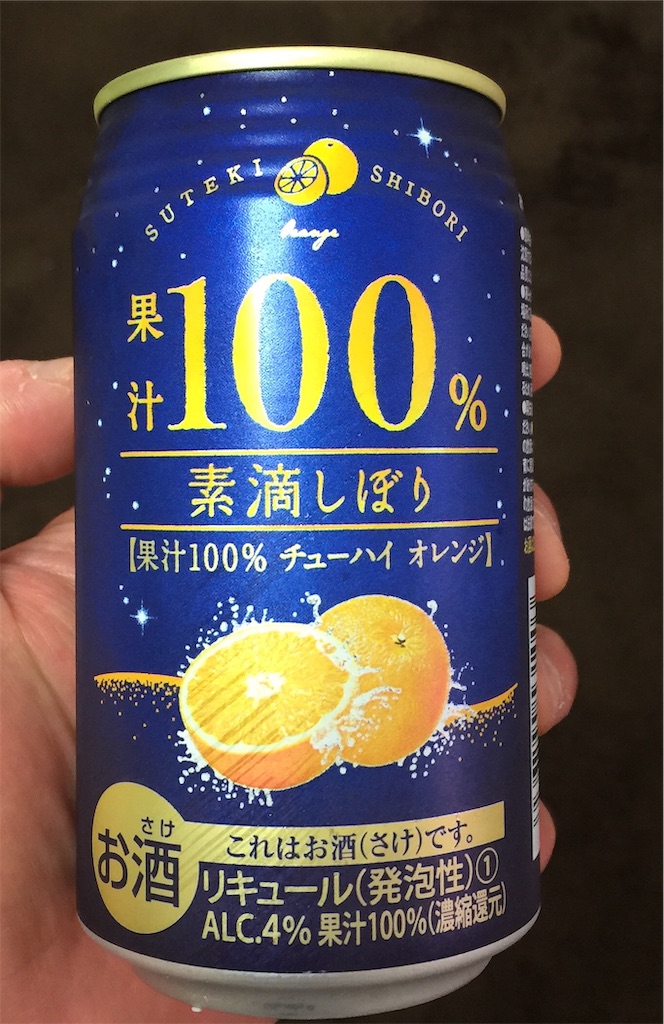 SUTEKI SHIBORI
Orange
果汁100%
素滴しぼり
【果汁100% チューハイ オレンジ】
さけ
お酒
これはお酒(さけ)です。
リキュール(発泡性)①
ALC.4% 果汁100%(濃縮還元)